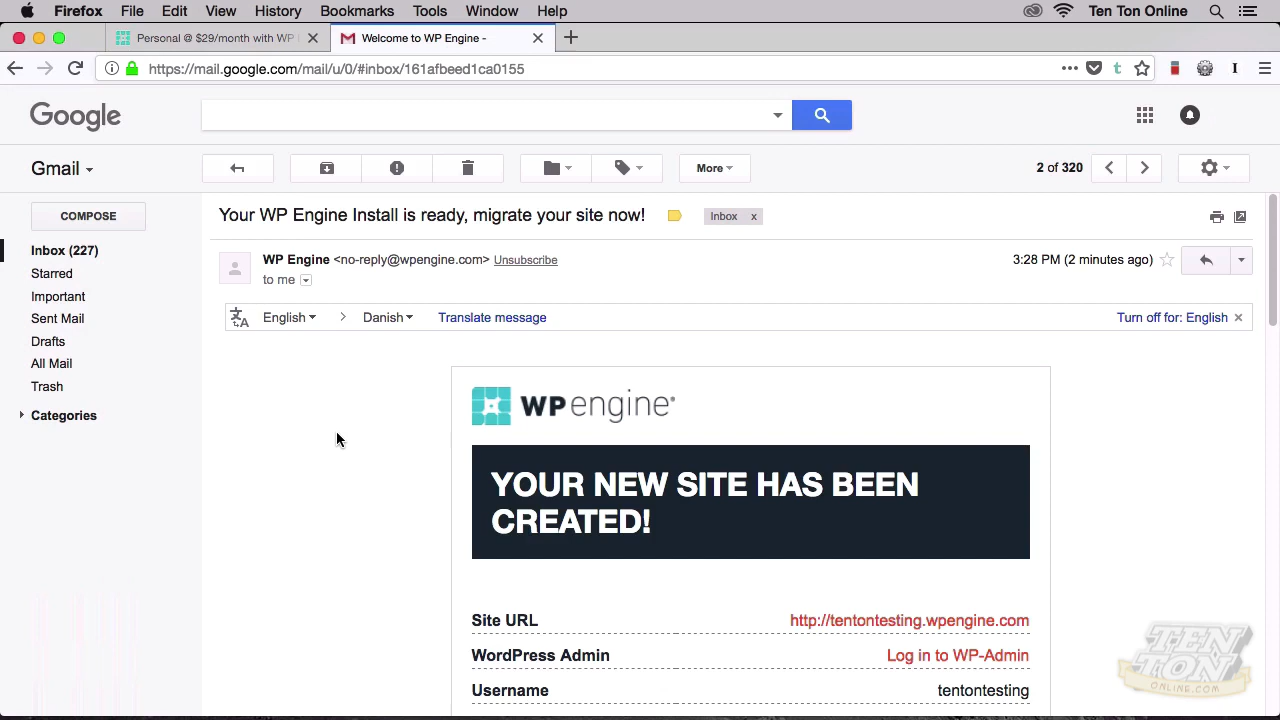 Firefox File Edit View History Bookmarks Tools Window Help Ten Ton Online
Personal @ $29/month with WP
Welcome to WP Engine -
https://mail.google.com/mail/u/0/#inbox/161afbeed1ca0155
Google
Gmail
More
2 of 320
COMPOSE
Your WP Engine Install is ready, migrate your site now!
Inbox x
Inbox (227)
Starred
Important
Sent Mail
Drafts
All Mail
Trash
Categories
WP Engine <no-reply@wpengine.com> Unsubscribe
3:28 PM (2 minutes ago)
to me
English > Danish Translate message
Turn off for: English
WP engine
YOUR NEW SITE HAS BEEN
CREATED!
Site URL http://tentontesting.wpengine.com
WordPress Admin Log in to WP-Admin
Username tentontesting
TEN
TON
ONLINE.COM